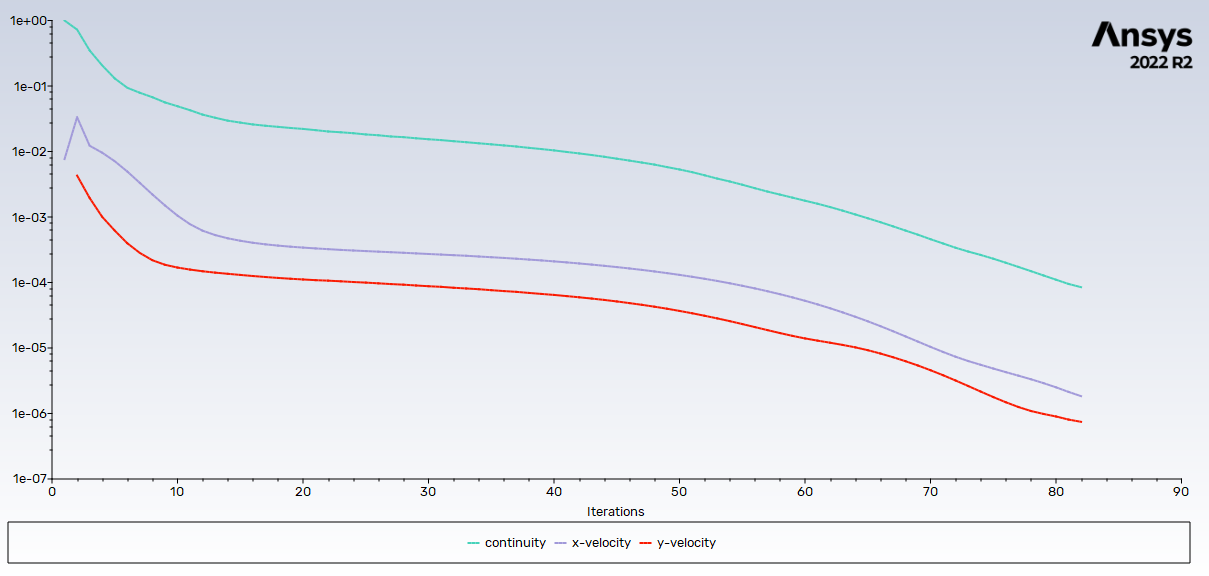 1e+00
Ansys
2022 R2
1e-01
1e-02
1e-03
1e-04
1e-05
1e-06
1e-07
0 10 20 30 40 50 60 70 80 90
Iterations
continuity x-velocity y-velocity